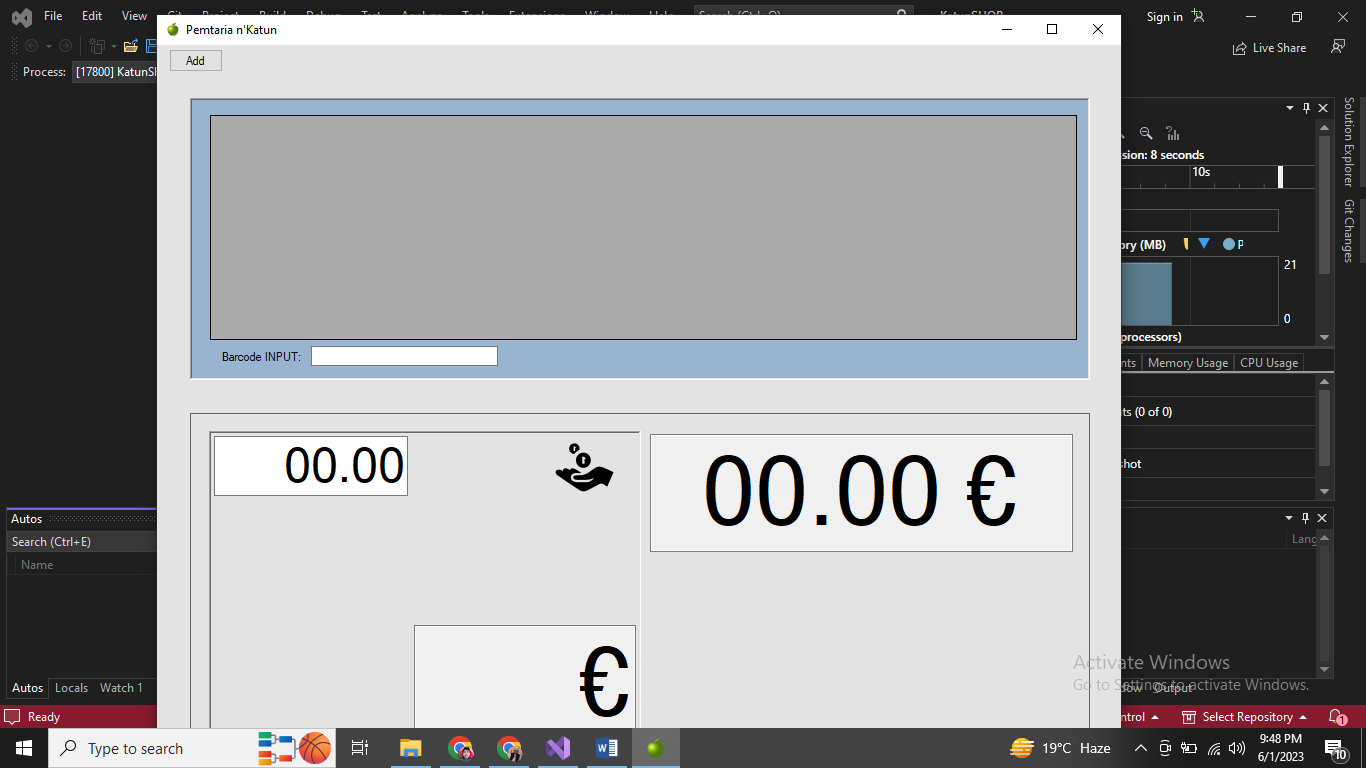 File Edit View
Sign in
Pemtaria n'Katun
Live Share
Add
Process: [17800] KatunSH
Solution Explorer
Git Changes
sion: 8 seconds
10s
ory (MB) P
21
0
processors)
Barcode INPUT:
nts Memory Usage CPU Usage
ts (0 of 0)
shot
00.00
00.00 €
€
Autos
Search (Ctrl+E)
Name
Lang
Autos Locals Watch 1
Activate Windows
Go to Settings to activate Windows.
Output
Ready
ntrol Select Repository 1
Type to search
19°C Haze
9:48 PM
6/1/2023
10